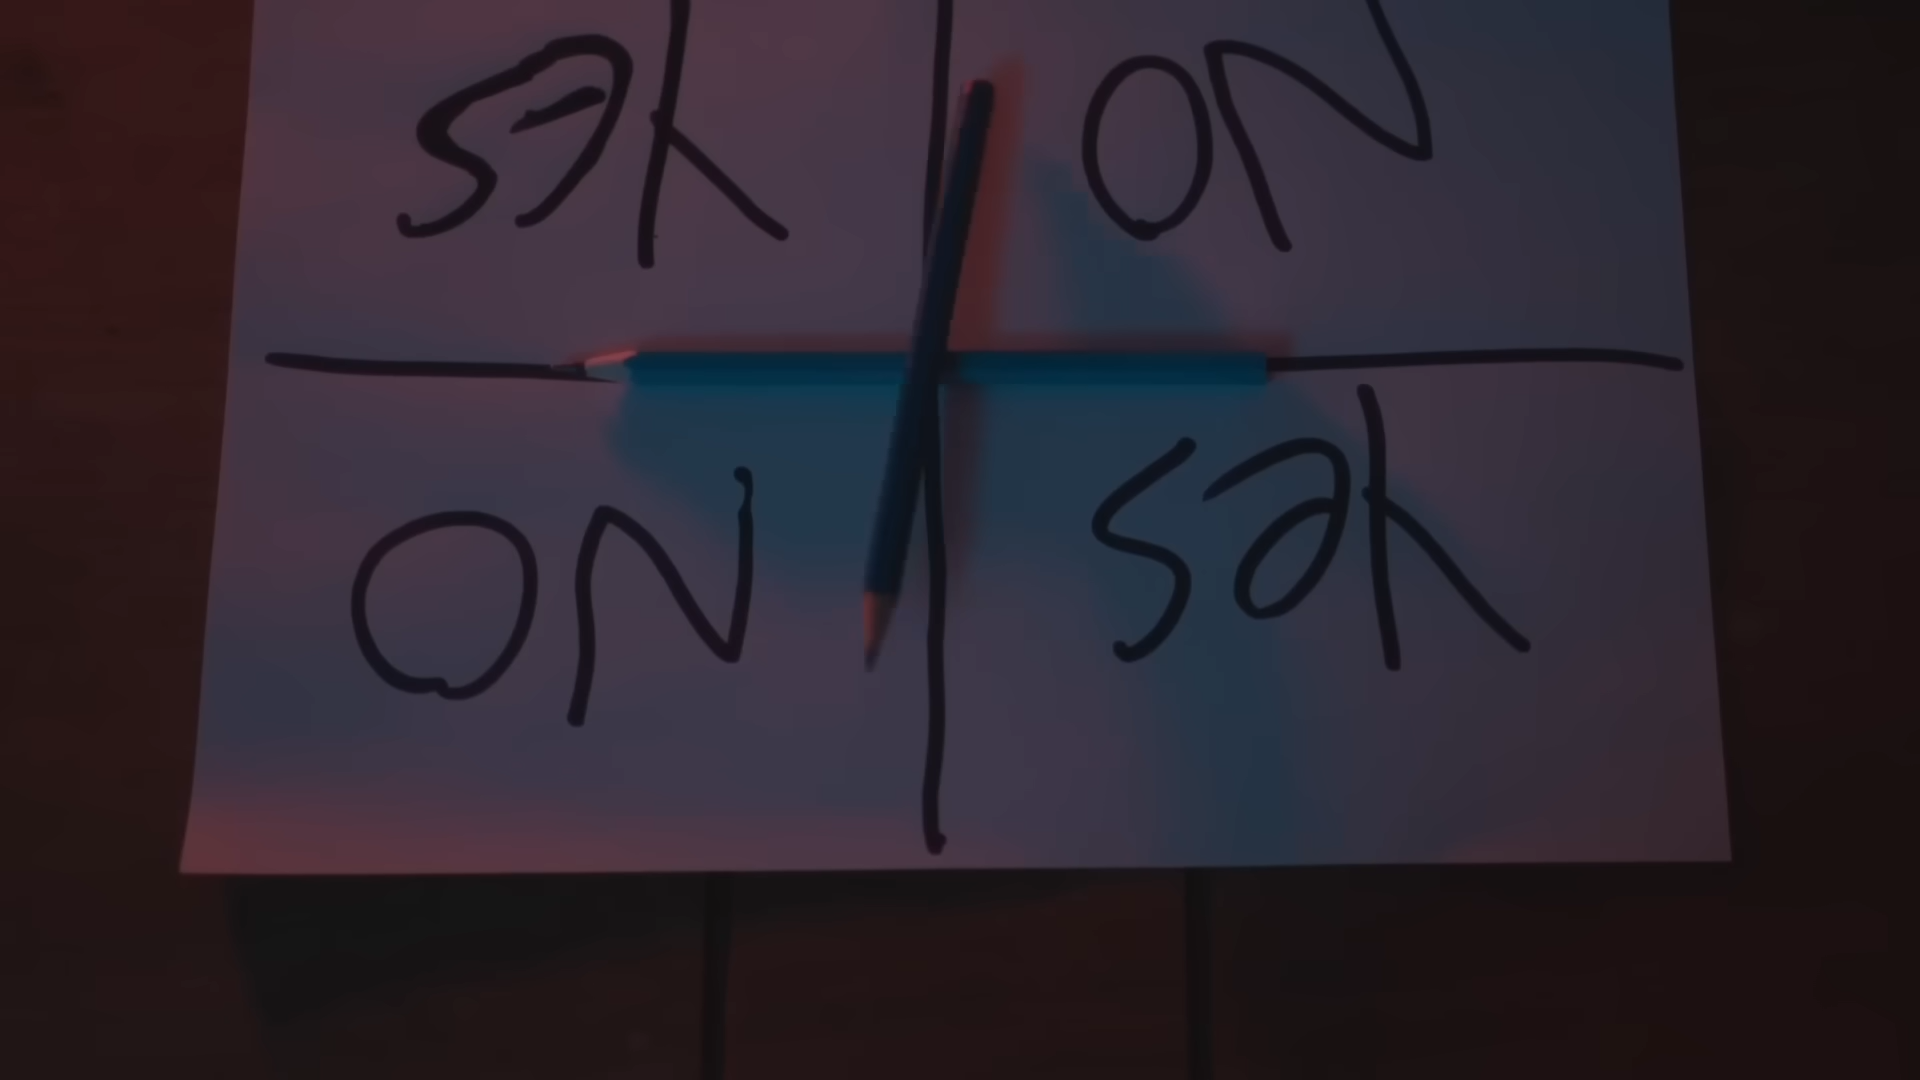 Yes NO
NO Yes